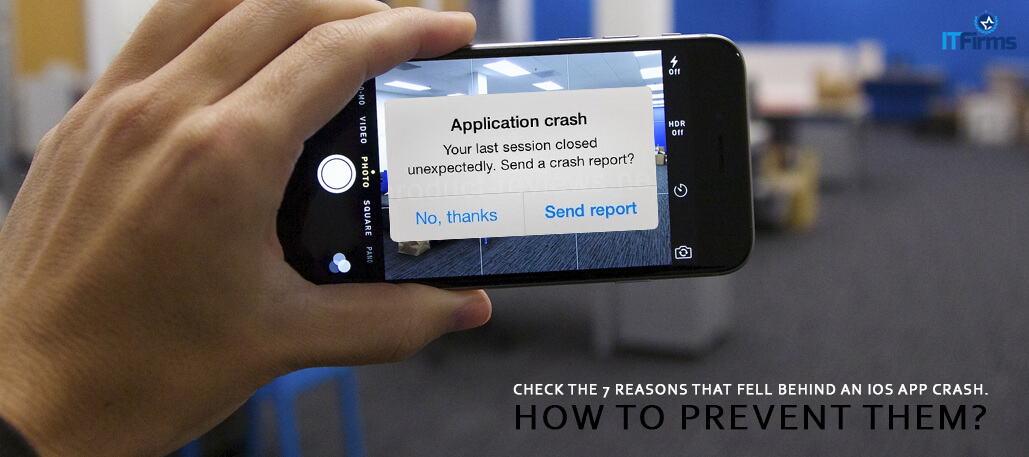 ITFirms
Off
HDR
Off
VIDEO
PHOTO
SQUARE
PANO
Application crash
Your last session closed
unexpectedly. Send a crash report?
No, thanks
Send report
CHECK THE 7 REASONS THAT FELL BEHIND AN IOS APP CRASH.
HOW TO PREVENT THEM?